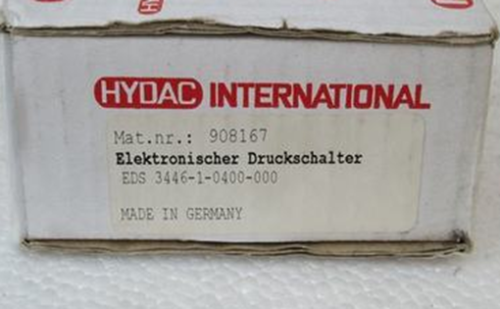 HYDAC INTERNATIONAL
Mat.nr.: 908167
Elektronischer Druckschalter
EDS 3446-1-0400-000
MADE IN GERMANY